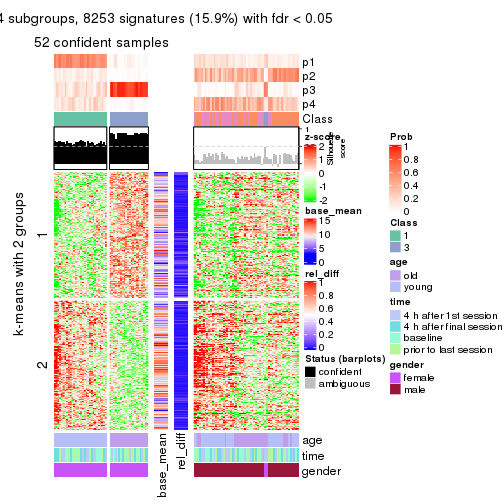 4 subgroups, 8253 signatures (15.9%) with fdr < 0.05
52 confident samples
p1
p2
p3
p4
Class
1
Silhouette
score
k-means with 2 groups
1
2
base_mean
rel_diff
age
time
gender
z-score
2
1
0
-1
-2
base_mean
15
10
5
0
rel_diff
1
0.8
0.6
0.4
0.2
0
Status (barplots)
confident
ambiguous
Prob
1
0.8
0.6
0.4
0.2
0
Class
1
3
age
old
young
time
4 h after 1st session
4 h after final session
baseline
prior to last session
gender
female
male